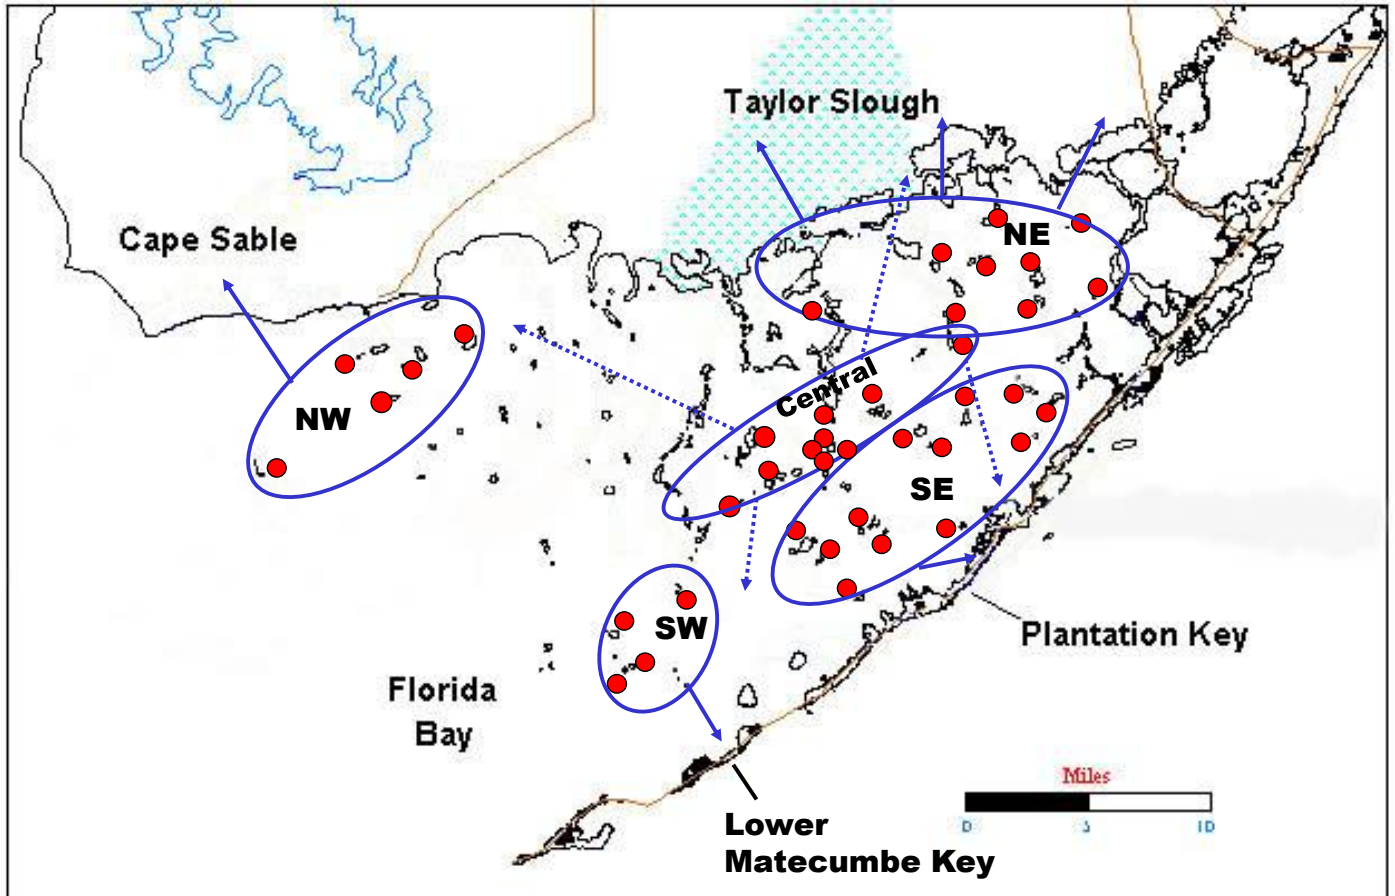 Taylor Slough
Cape Sable
NE
NW
Central
SE
SW
Plantation Key
Florida
Bay
Miles
0 5 10
Lower
Matecumbe Key